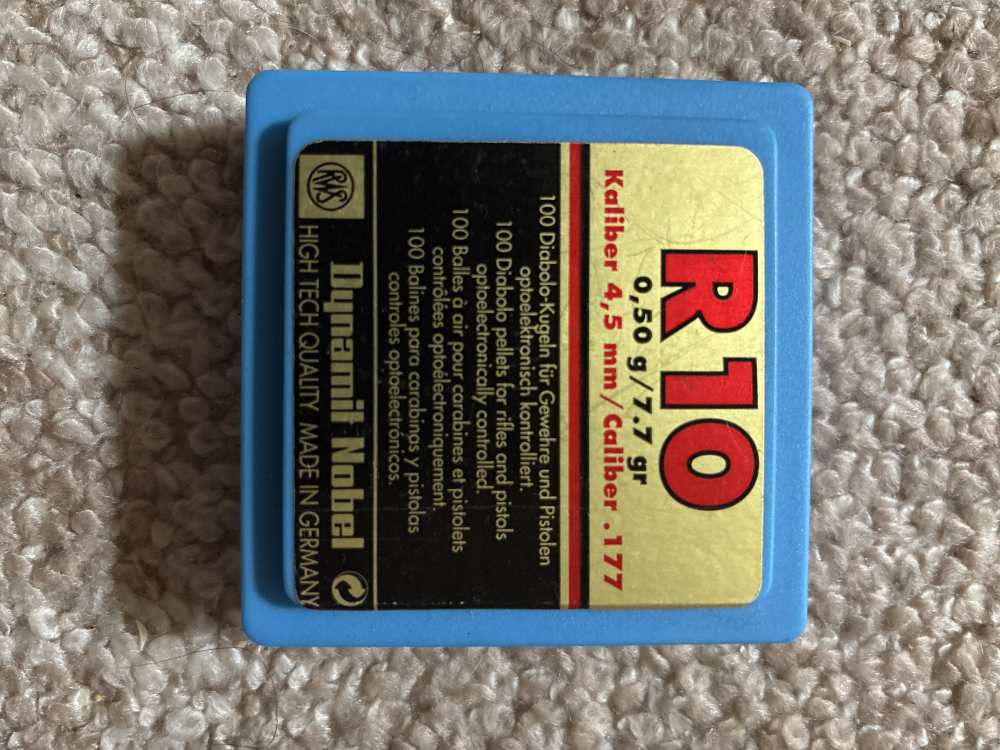 R10
0,50 g/7.7 gr
Kaliber 4,5 mm/Caliber .177
100 Diabolo-Kugeln für Gewehre und Pistolen
optoelektronisch kontrolliert.
100 Diabolo pellets for rifles and pistols
optoelectronically controlled.
100 Balles à air pour carabines et pistolets
contrôlées optoélectroniquement.
100 Balines para carabinas y pistolas
controles optoelectrónicos.
Dynamit Nobel
RWS
HIGH TECH QUALITY. MADE IN GERMANY